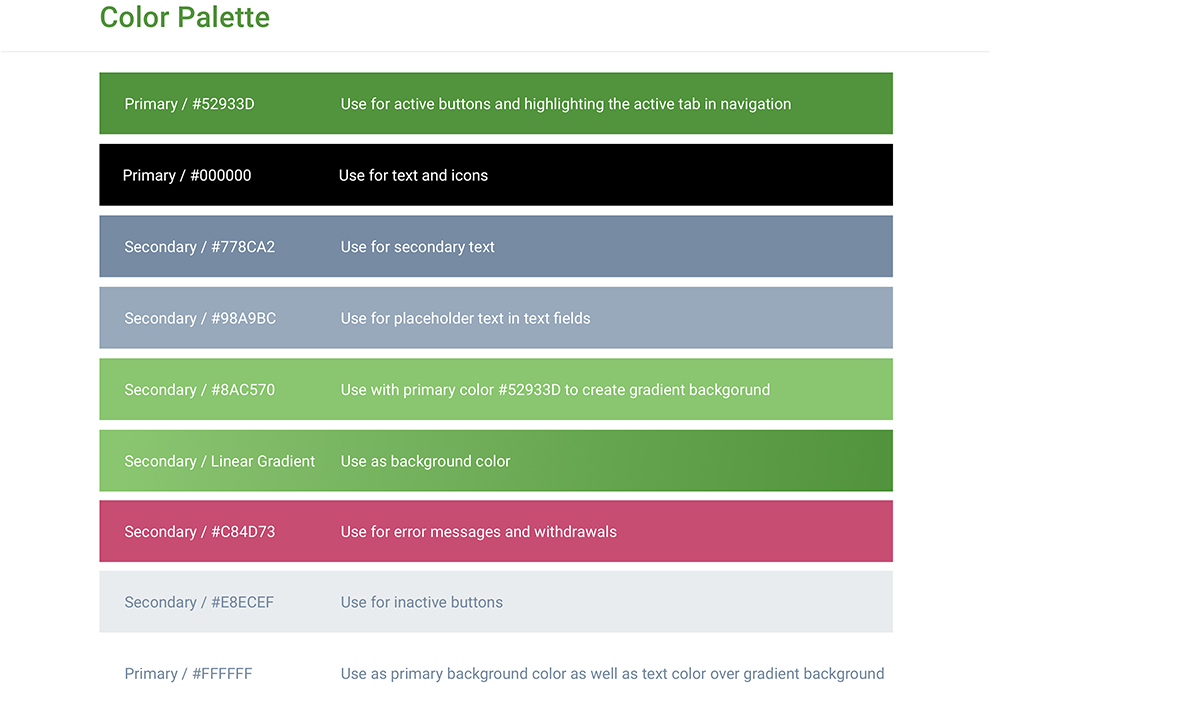 Color Palette
Primary / #52933D Use for active buttons and highlighting the active tab in navigation
Primary / #000000 Use for text and icons
Secondary / #778CA2 Use for secondary text
Secondary / #98A9BC Use for placeholder text in text fields
Secondary / #8AC570 Use with primary color #52933D to create gradient backgorund
Secondary / Linear Gradient Use as background color
Secondary / #C84D73 Use for error messages and withdrawals
Secondary / #E8ECEF Use for inactive buttons
Primary / #FFFFFF Use as primary background color as well as text color over gradient background